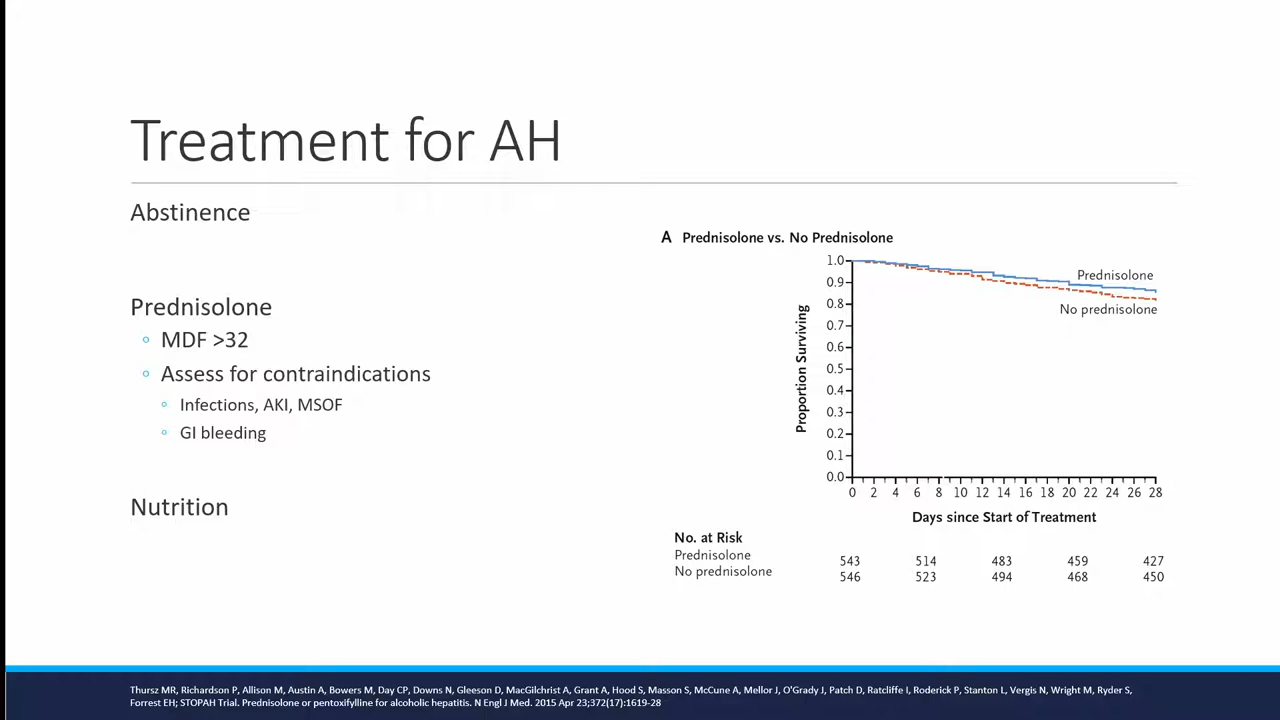 Treatment for AH
Abstinence
Prednisolone
MDF >32
Assess for contraindications
Infections, AKI, MSOF
GI bleeding
Nutrition
A Prednisolone vs. No Prednisolone
Proportion Surviving
1.0
0.9
0.8
0.7
0.6
0.5
0.4
0.3
0.2
0.1
0.0
Prednisolone
No prednisolone
0 2 4 6 8 10 12 14 16 18 20 22 24 26 28
Days since Start of Treatment
No. at Risk
Prednisolone 543 514 483 459 427
No prednisolone 546 523 494 468 450
Thursz MR, Richardson P, Allison M, Austin A, Bowers M, Day CP, Downs N, Gleeson D, MacGilchrist A, Grant A, Hood S, Masson S, McCune A, Mellor J, O'Grady J, Patch D, Ratcliffe I, Roderick P, Stanton L, Vergis N, Wright M, Ryder S,
Forrest EH; STOPAH Trial. Prednisolone or pentoxifylline for alcoholic hepatitis. N Engl J Med. 2015 Apr 23;372(17):1619-28